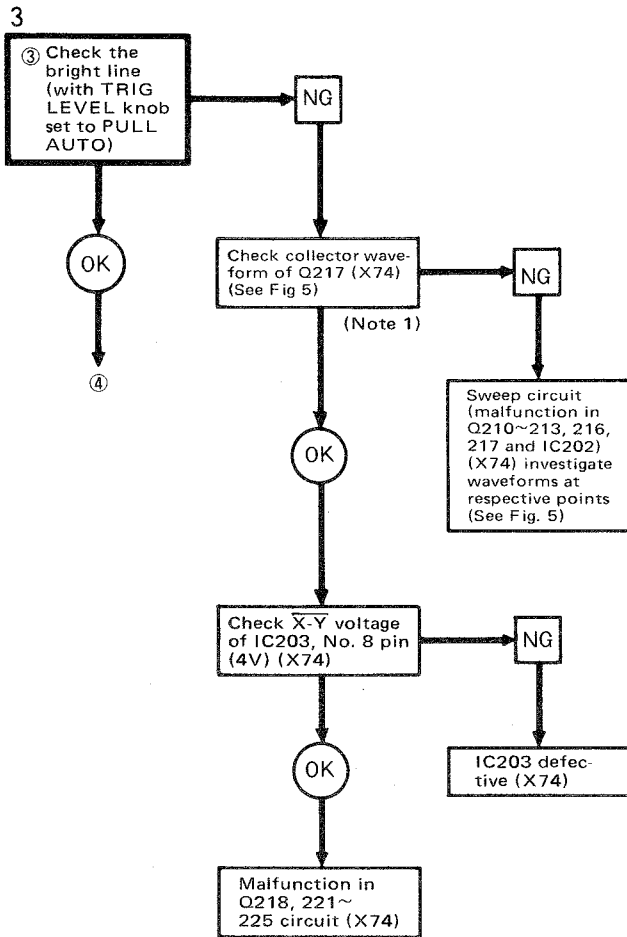 3
③ Check the
bright line
(with TRIG
LEVEL knob
set to PULL
AUTO)
NG
OK
④
Check collector wave-
form of Q217 (X74)
(See Fig 5)
(Note 1)
NG
Sweep circuit
(malfunction in
Q210~213, 216,
217 and IC202)
(X74) investigate
waveforms at
respective points
(See Fig. 5)
OK
Check X-Y voltage
of IC203, No. 8 pin
(4V) (X74)
NG
IC203 defec-
tive (X74)
OK
Malfunction in
Q218, 221~
225 circuit (X74)